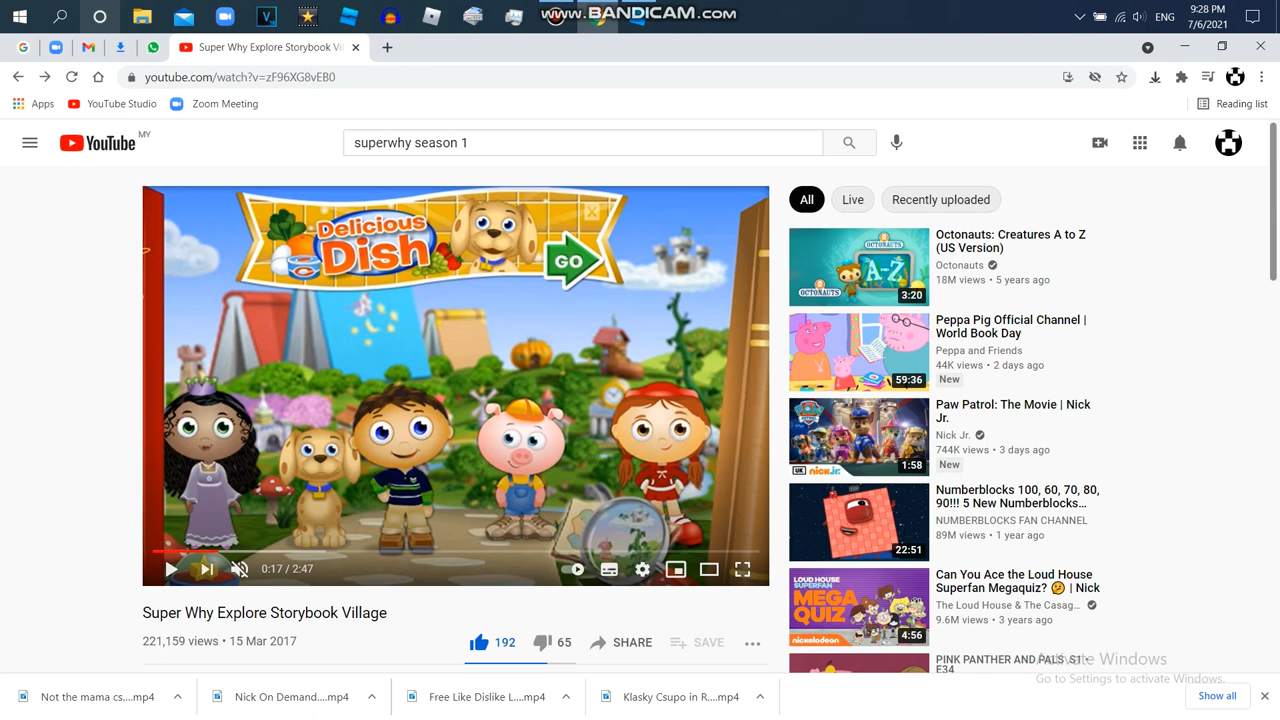 www.BANDICAM.com
ENG
9:28 PM
7/6/2021
Super Why Explore Storybook Vil
youtube.com/watch?v=zF96XG8vEB0
Apps
YouTube Studio
Zoom Meeting
Reading list
YouTube MY
superwhy season 1
Delicious
Dish
GO
0:17 / 2:47
Super Why Explore Storybook Village
221,159 views • 15 Mar 2017
192
65
SHARE
SAVE
All
Live
Recently uploaded
OCTONAUTS
A-Z
OCTONAUTS
3:20
Octonauts: Creatures A to Z
(US Version)
Octonauts
18M views • 5 years ago
59:36
Peppa Pig Official Channel |
World Book Day
Peppa and Friends
44K views • 2 days ago
New
UK nick jr.
1:58
Paw Patrol: The Movie | Nick
Jr.
Nick Jr.
744K views • 3 days ago
New
22:51
Numberblocks 100, 60, 70, 80,
90!!! 5 New Numberblocks...
NUMBERBLOCKS FAN CHANNEL
89M views • 1 year ago
LOUD HOUSE
SUPERFAN
MEGA
QUIZ
nickelodeon
4:56
Can You Ace the Loud House
Superfan Megaquiz? 🤔 | Nick
The Loud House & The Casag...
9.6M views • 3 years ago
PINK PANTHER AND PALS S1 -
E34
Activate Windows
Go to Settings to activate Windows.
Not the mama cs....mp4
Nick On Demand....mp4
Free Like Dislike L....mp4
Klasky Csupo in R....mp4
Show all